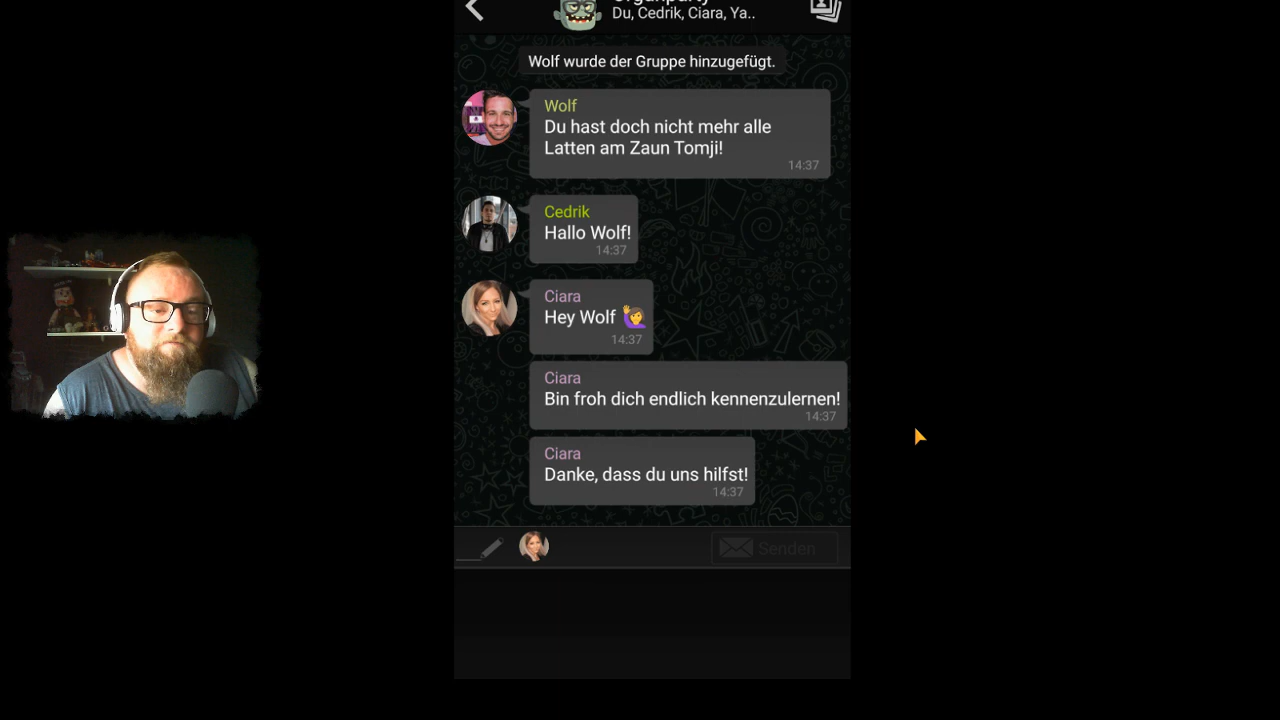 Du, Cedrik, Ciara, Ya..
Wolf wurde der Gruppe hinzugefügt.
Wolf
Du hast doch nicht mehr alle
Latten am Zaun Tomji!
14:37
Cedrik
Hallo Wolf!
14:37
Ciara
Hey Wolf 🙋‍♀️
14:37
Ciara
Bin froh dich endlich kennenzulernen!
14:37
Ciara
Danke, dass du uns hilfst!
14:37
Senden